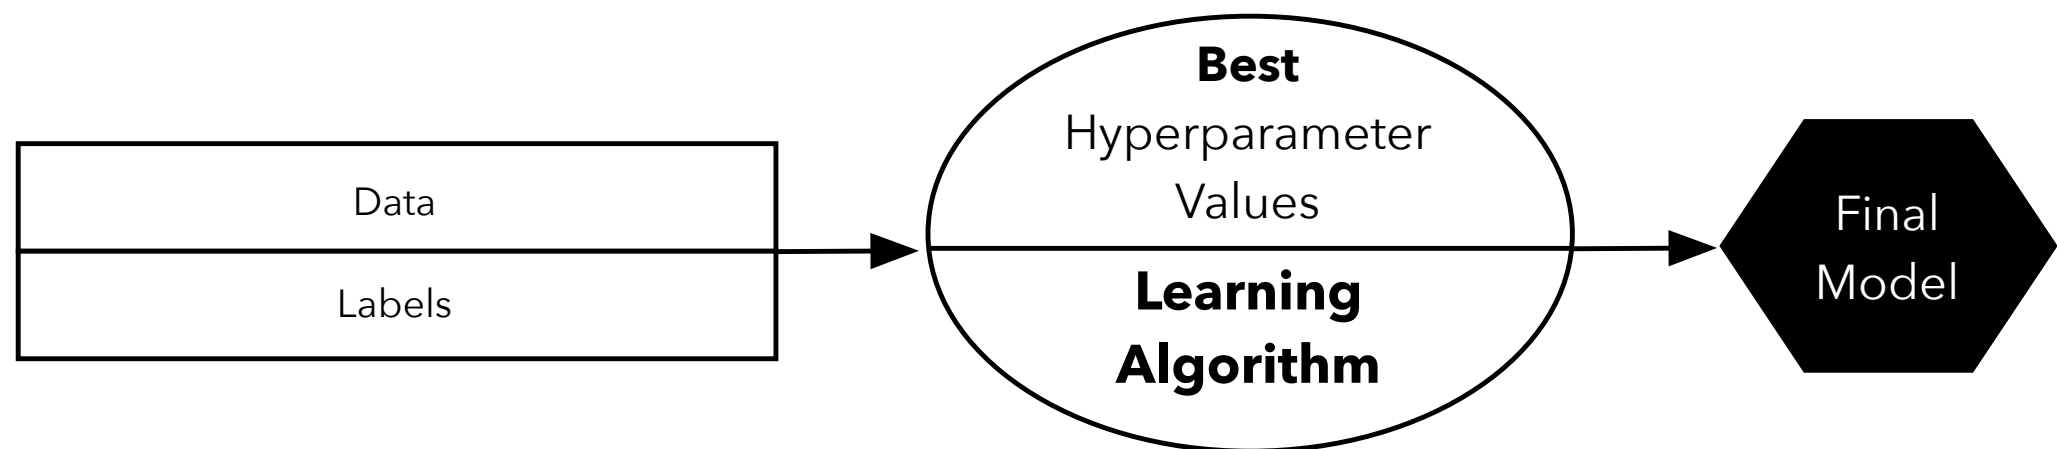 Data
Labels
Best
Hyperparameter
Values
Learning
Algorithm
Final
Model